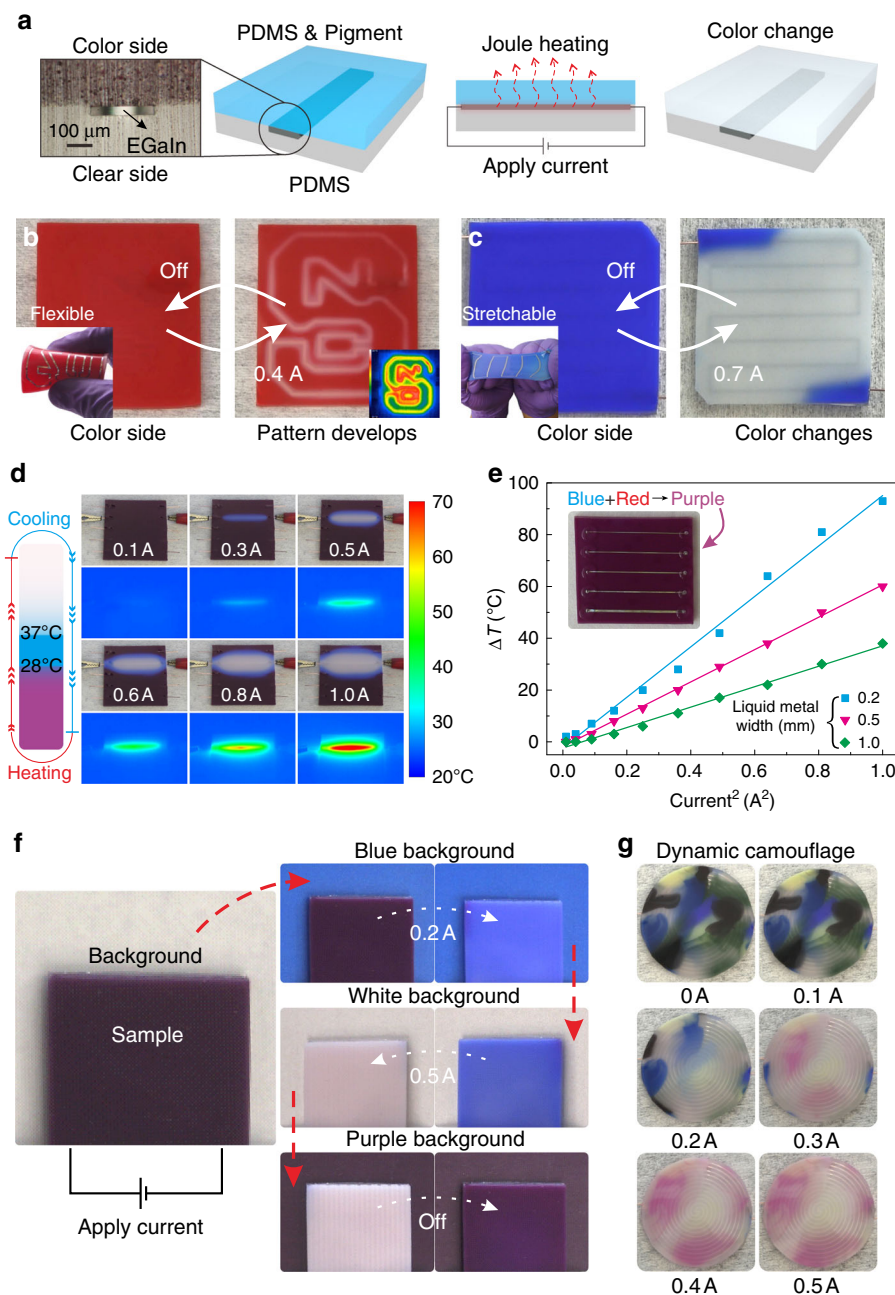 a
Color side
PDMS & Pigment
Joule heating
Color change
100 μm
EGaIn
Clear side
PDMS
Apply current
b
Off
Flexible
0.4 A
Color side
Pattern develops
c
Off
Stretchable
0.7 A
Color side
Color changes
d
Cooling
37°C
28°C
Heating
0.1 A
0.3 A
0.5 A
0.6 A
0.8 A
1.0 A
70
60
50
40
30
20°C
e
Blue+Red→Purple
ΔT (°C)
100
80
60
40
20
0
0.0
0.2
0.4
0.6
0.8
1.0
Current² (A²)
Liquid metal
width (mm)
0.2
0.5
1.0
f
Background
Sample
Apply current
Blue background
0.2 A
White background
0.5 A
Purple background
Off
g
Dynamic camouflage
0 A
0.1 A
0.2 A
0.3 A
0.4 A
0.5 A